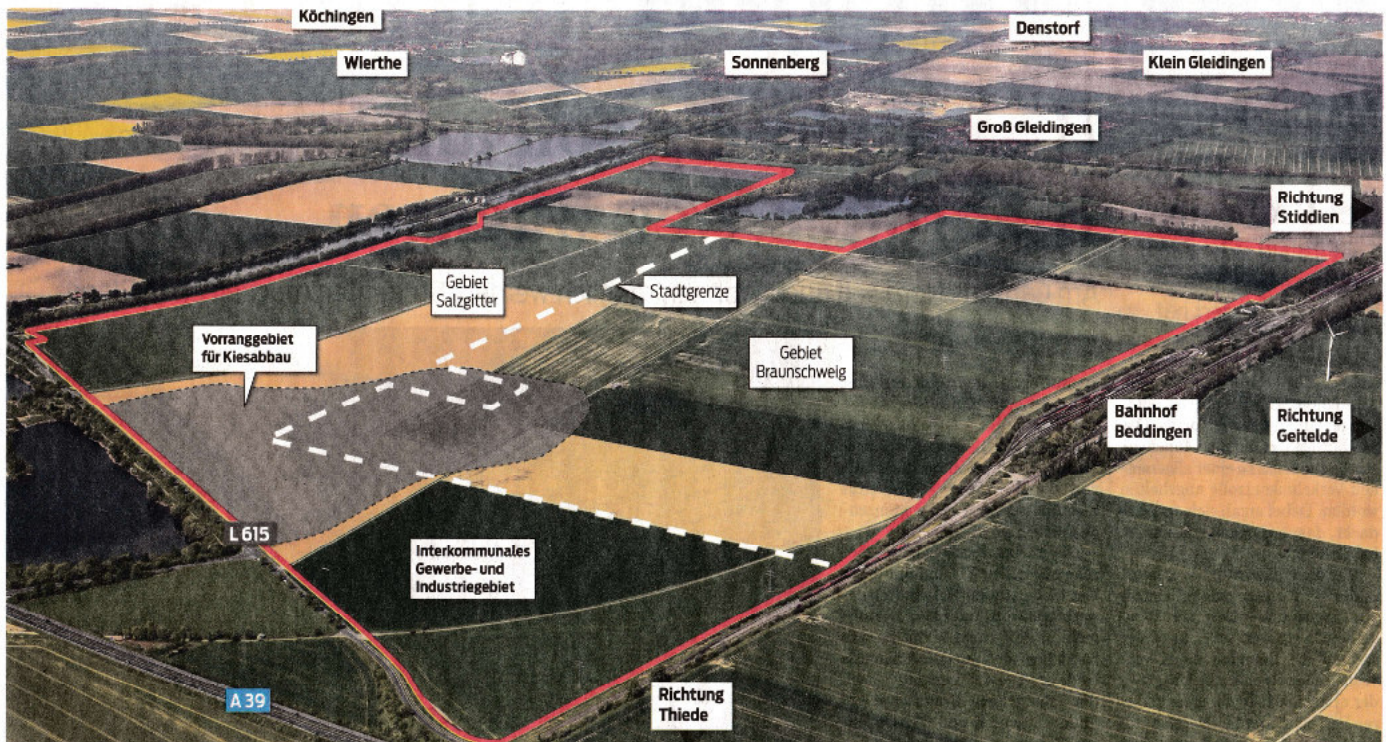 Köchingen
Denstorf
Wierthe
Sonnenberg
Klein Gleidingen
Groß Gleidingen
Richtung
Stiddien
Gebiet
Salzgitter
Stadtgrenze
Vorranggebiet
für Kiesabbau
Gebiet
Braunschweig
Bahnhof
Beddingen
Richtung
Geitelde
L 615
Interkommunales
Gewerbe- und
Industriegebiet
A 39
Richtung
Thiede